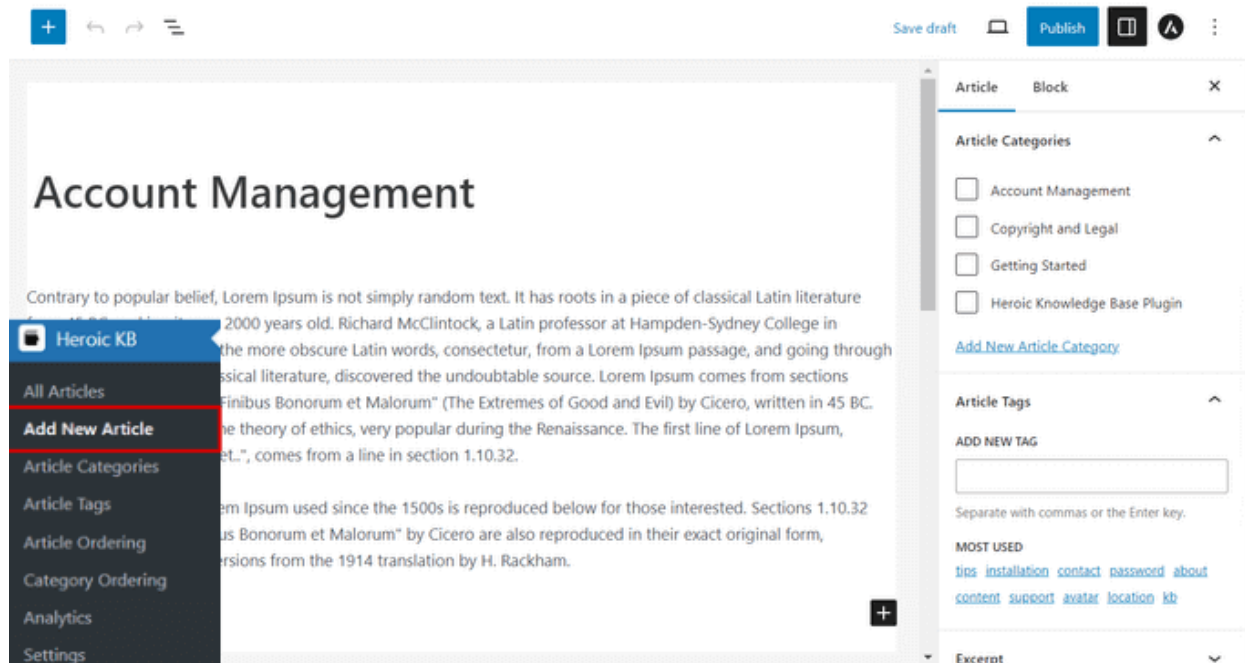 Save draft
Publish
Article Block
Account Management
Contrary to popular belief, Lorem Ipsum is not simply random text. It has roots in a piece of classical Latin literature
2000 years old. Richard McClintock, a Latin professor at Hampden-Sydney College in
the more obscure Latin words, consectetur, from a Lorem Ipsum passage, and going through
literature, discovered the undoubtable source. Lorem Ipsum comes from sections
Finibus Bonorum et Malorum" (The Extremes of Good and Evil) by Cicero, written in 45 BC.
theory of ethics, very popular during the Renaissance. The first line of Lorem Ipsum,
et..", comes from a line in section 1.10.32.
Ipsum used since the 1500s is reproduced below for those interested. Sections 1.10.32
Bonorum et Malorum" by Cicero are also reproduced in their exact original form,
from the 1914 translation by H. Rackham.
Heroic KB
All Articles
Add New Article
Article Categories
Article Tags
Article Ordering
Category Ordering
Analytics
Settings
Article Categories
Account Management
Copyright and Legal
Getting Started
Heroic Knowledge Base Plugin
Add New Article Category
Article Tags
ADD NEW TAG
Separate with commas or the Enter key.
MOST USED
tips installation contact password about
content support avatar location kb
Excerpt